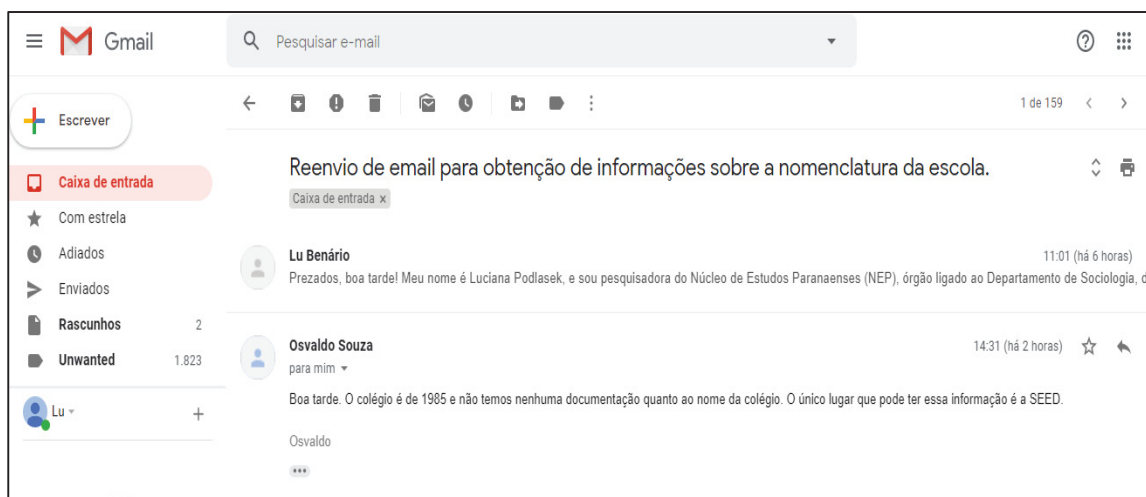 Gmail
Pesquisar e-mail
Escrever
1 de 159
Caixa de entrada
Com estrela
Adiados
Enviados
Rascunhos 2
Unwanted 1.823
Lu
Reenvio de email para obtenção de informações sobre a nomenclatura da escola.
Caixa de entrada x
Lu Benário 11:01 (há 6 horas)
Prezados, boa tarde! Meu nome é Luciana Podlasek, e sou pesquisadora do Núcleo de Estudos Paranaenses (NEP), órgão ligado ao Departamento de Sociologia, d
Osvaldo Souza 14:31 (há 2 horas)
para mim
Boa tarde. O colégio é de 1985 e não temos nenhuma documentação quanto ao nome da colégio. O único lugar que pode ter essa informação é a SEED.
Osvaldo